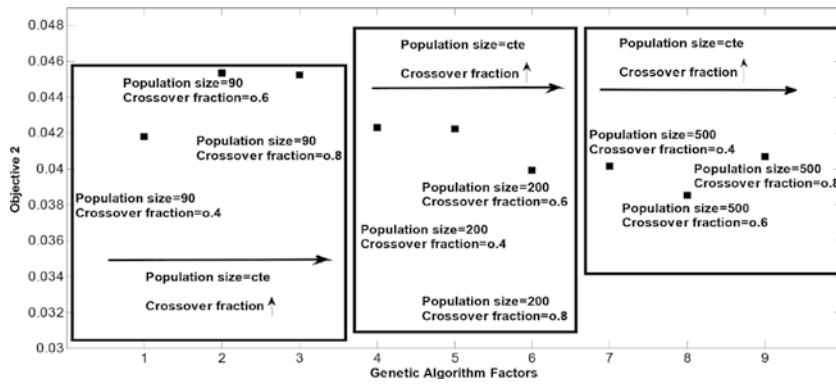 0.048
0.046
0.044
0.042
0.04
0.038
0.036
0.034
0.032
0.03
Objective 2
Population size=90
Crossover fraction=o.6
Population size=90
Crossover fraction=o.8
Population size=90
Crossover fraction=o.4
Population size=cte
Crossover fraction↑
Population size=cte
Crossover fraction↑
Population size=200
Crossover fraction=o.6
Population size=200
Crossover fraction=o.4
Population size=200
Crossover fraction=o.8
Population size=cte
Crossover fraction↑
Population size=500
Crossover fraction=o.4
Population size=500
Crossover fraction=o.8
Population size=500
Crossover fraction=o.6
1 2 3 4 5 6 7 8 9
Genetic Algorithm Factors